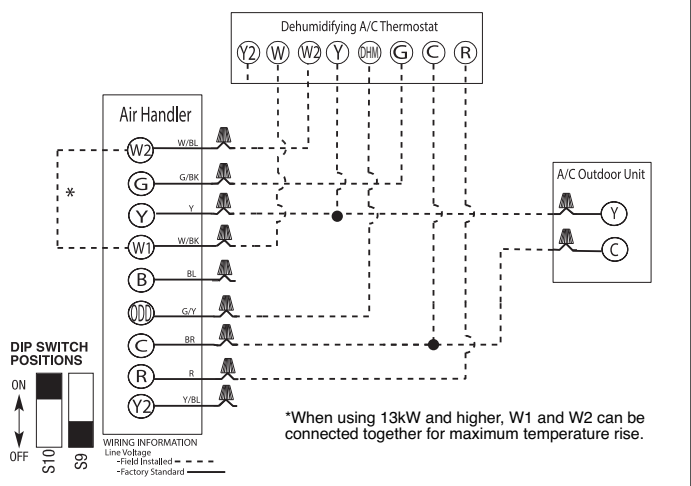 Dehumidifying A/C Thermostat
Y2 W W2 Y DHM G C R
Air Handler
W2 W/BL
G G/BK
Y Y
W1 W/BK
B BL
ODD G/Y
C BR
R R
Y2 Y/BL
*
A/C Outdoor Unit
Y
C
DIP SWITCH
POSITIONS
ON
OFF
S10 S9
WIRING INFORMATION
Line Voltage
-Field Installed
-Factory Standard
*When using 13kW and higher, W1 and W2 can be
connected together for maximum temperature rise.